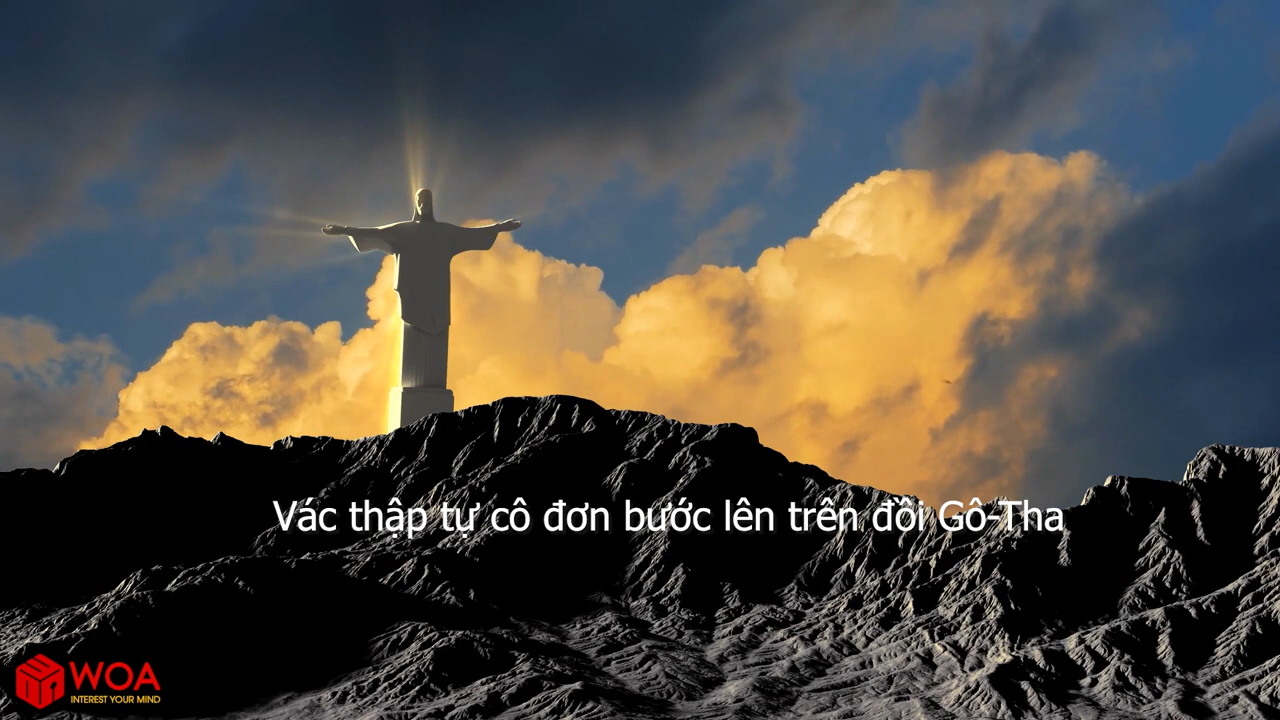 Vác thập tự cô đơn bước lên trên đồi Gô-Tha
WOA
INTEREST YOUR MIND